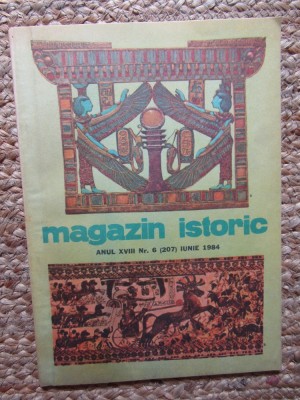 magazin istoric
ANUL XVIII Nr. 6 (207) IUNIE 1984